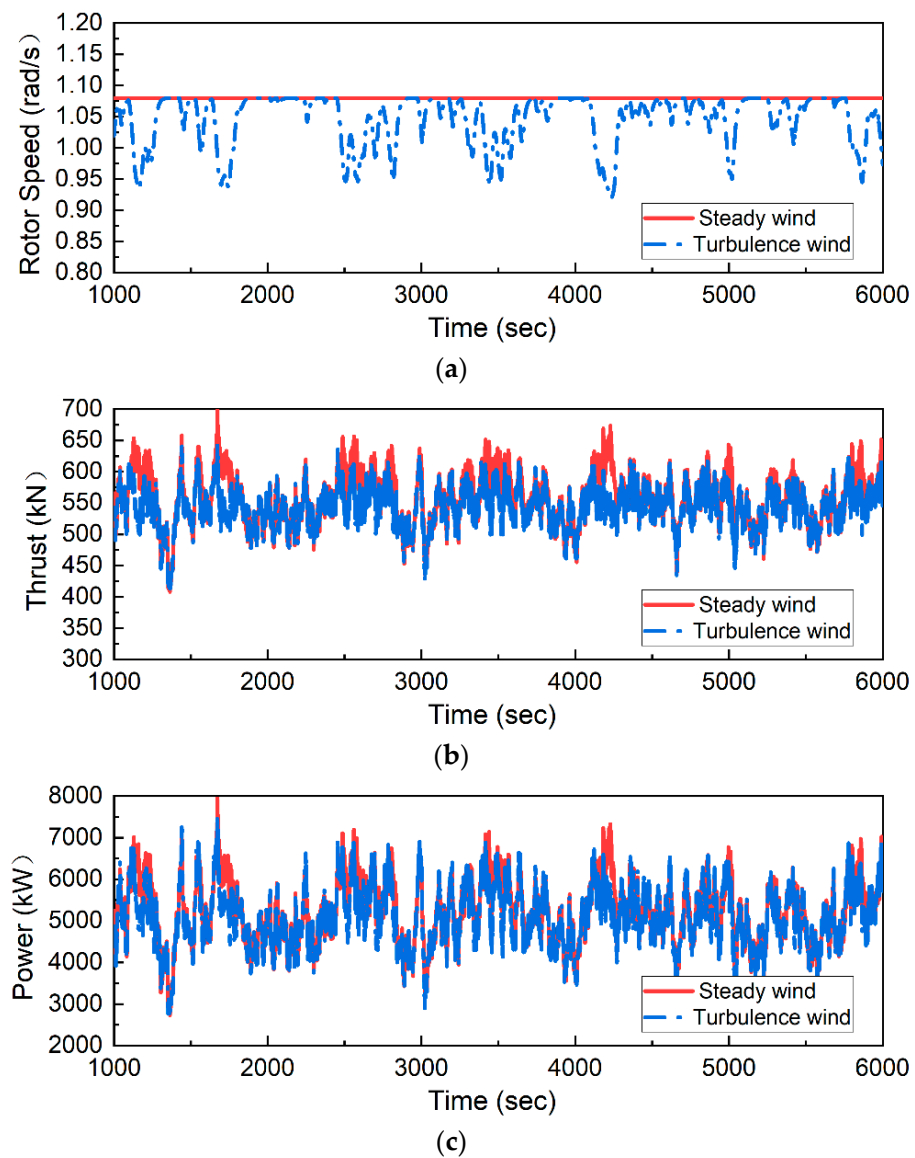 1.20
1.15
1.10
1.05
1.00
0.95
0.90
0.85
0.80
Rotor Speed (rad/s)
Steady wind
Turbulence wind
1000 2000 3000 4000 5000 6000
Time (sec)
(a)
700
650
600
550
500
450
400
350
300
Thrust (kN)
Steady wind
Turbulence wind
1000 2000 3000 4000 5000 6000
Time (sec)
(b)
8000
7000
6000
5000
4000
3000
2000
Power (kW)
Steady wind
Turbulence wind
1000 2000 3000 4000 5000 6000
Time (sec)
(c)